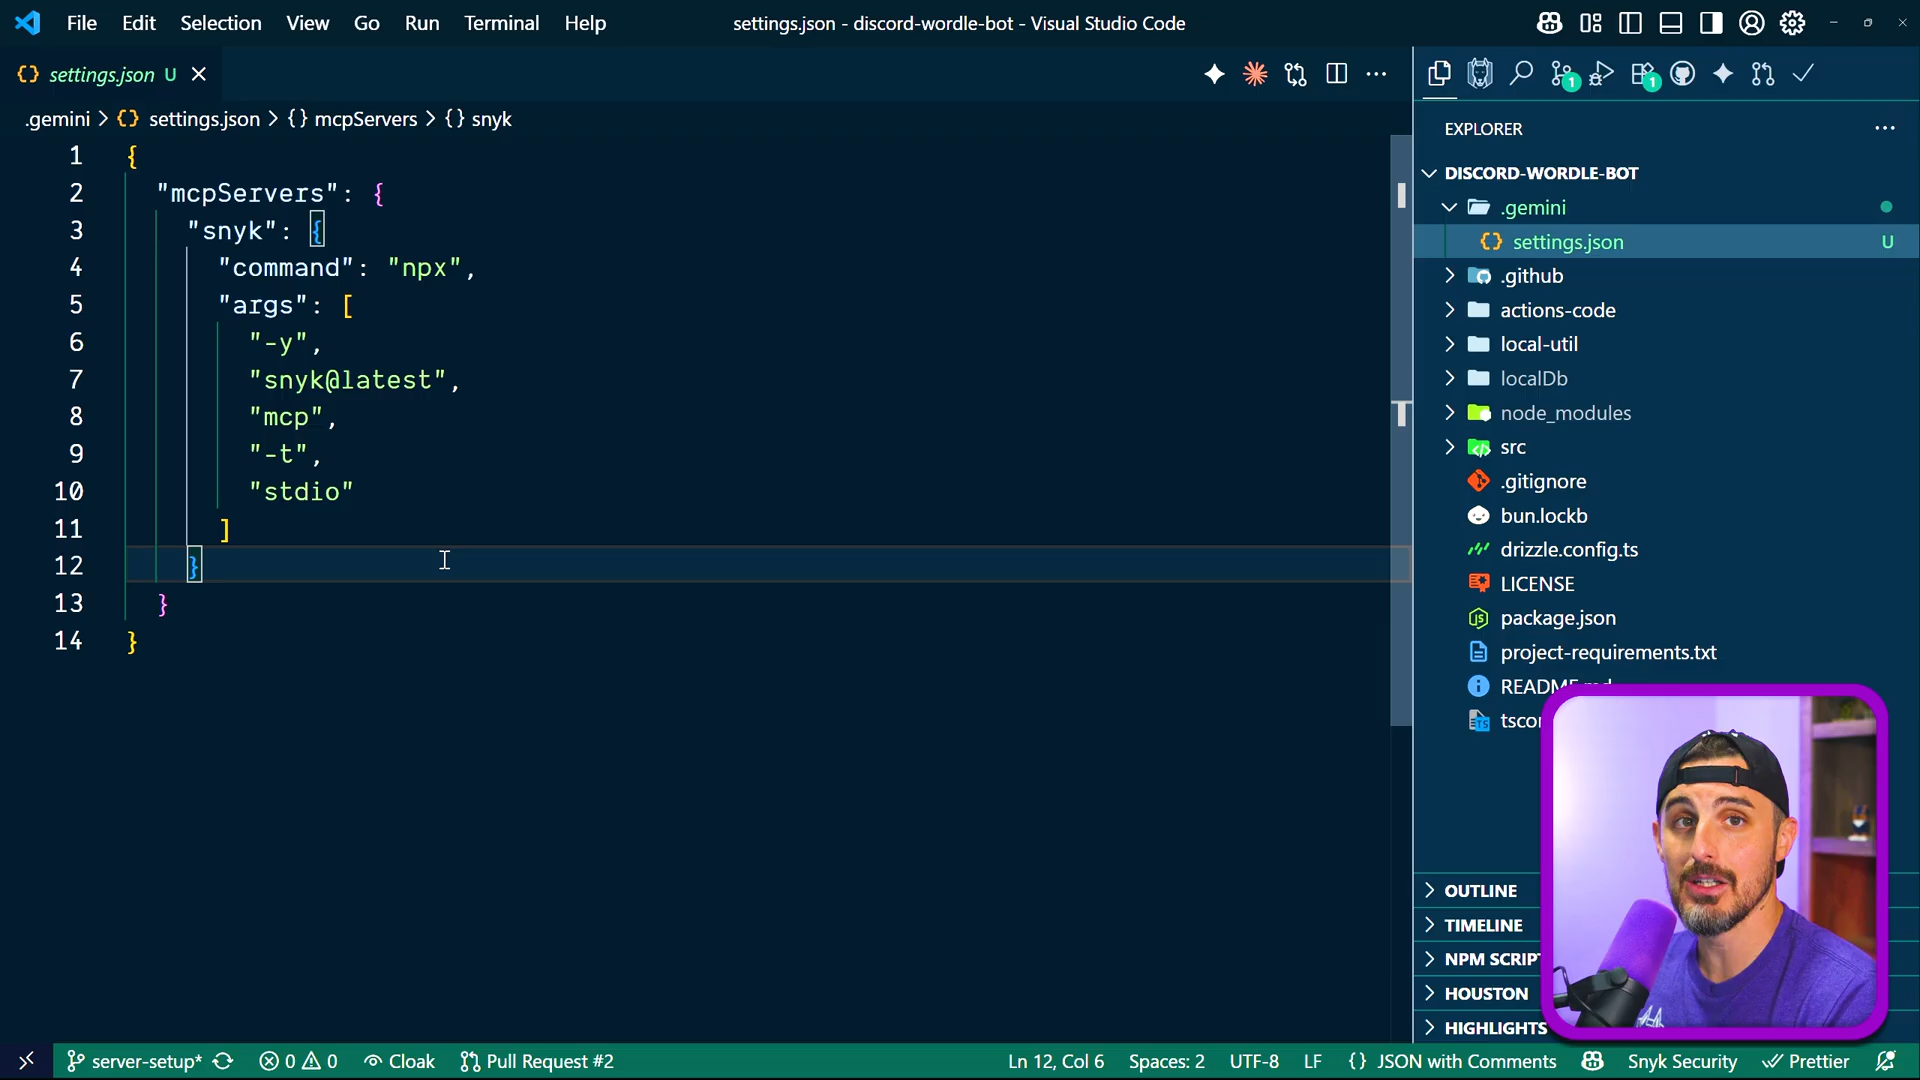 File Edit Selection View Go Run Terminal Help
settings.json - discord-wordle-bot - Visual Studio Code
settings.json U
.gemini > settings.json > {} mcpServers > {} snyk
1 {
2 "mcpServers": {
3 "snyk": {
4 "command": "npx",
5 "args": [
6 "-y",
7 "snyk@latest",
8 "mcp",
9 "-t",
10 "stdio"
11 ]
12 }
13 }
14 }
1
1
EXPLORER
DISCORD-WORDLE-BOT
.gemini
settings.json U
.github
actions-code
local-util
localDb
node_modules
src
.gitignore
bun.lockb
drizzle.config.ts
LICENSE
package.json
project-requirements.txt
OUTLINE
TIMELINE
HOUSTON
HIGHLIGHTS
server-setup* 0 0 Cloak Pull Request #2
Ln 12, Col 6 Spaces: 2 UTF-8 LF {} JSON with Comments Snyk Security Prettier